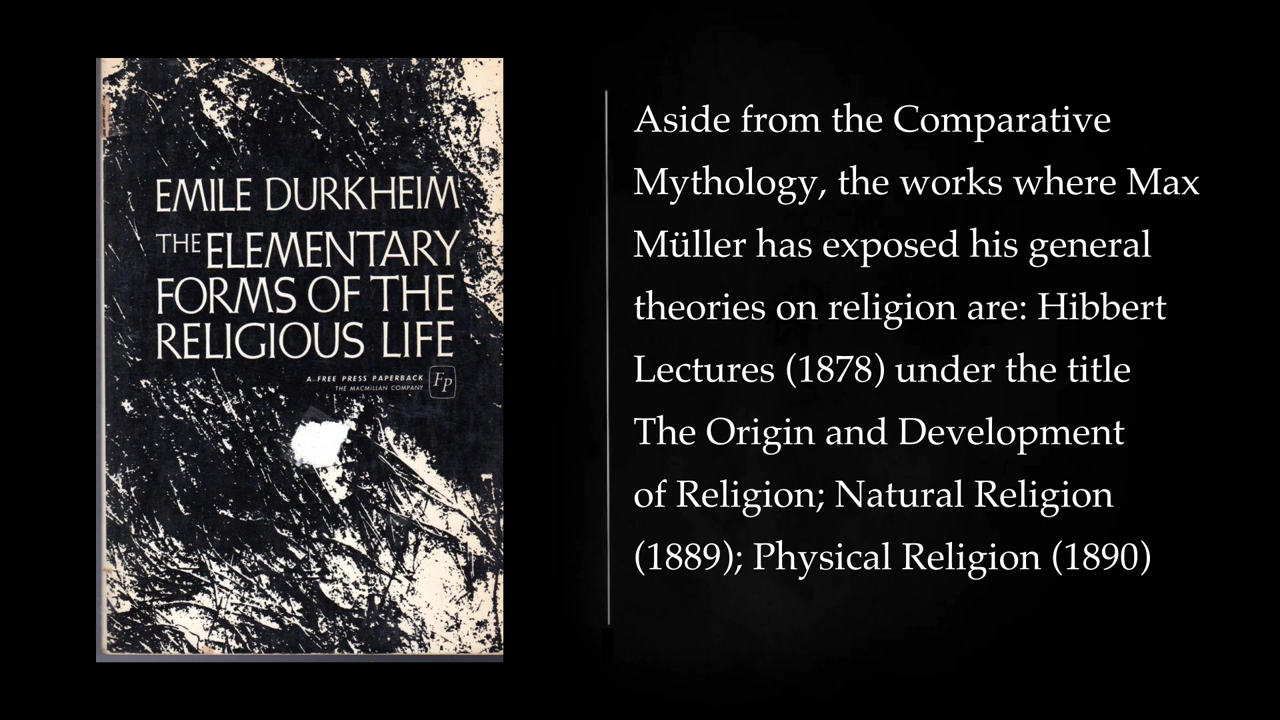 EMILE DURKHEIM
THE ELEMENTARY
FORMS OF THE
RELIGIOUS LIFE
A FREE PRESS PAPERBACK
THE MACMILLAN COMPANY
Fp
Aside from the Comparative
Mythology, the works where Max
Müller has exposed his general
theories on religion are: Hibbert
Lectures (1878) under the title
The Origin and Development
of Religion; Natural Religion
(1889); Physical Religion (1890)